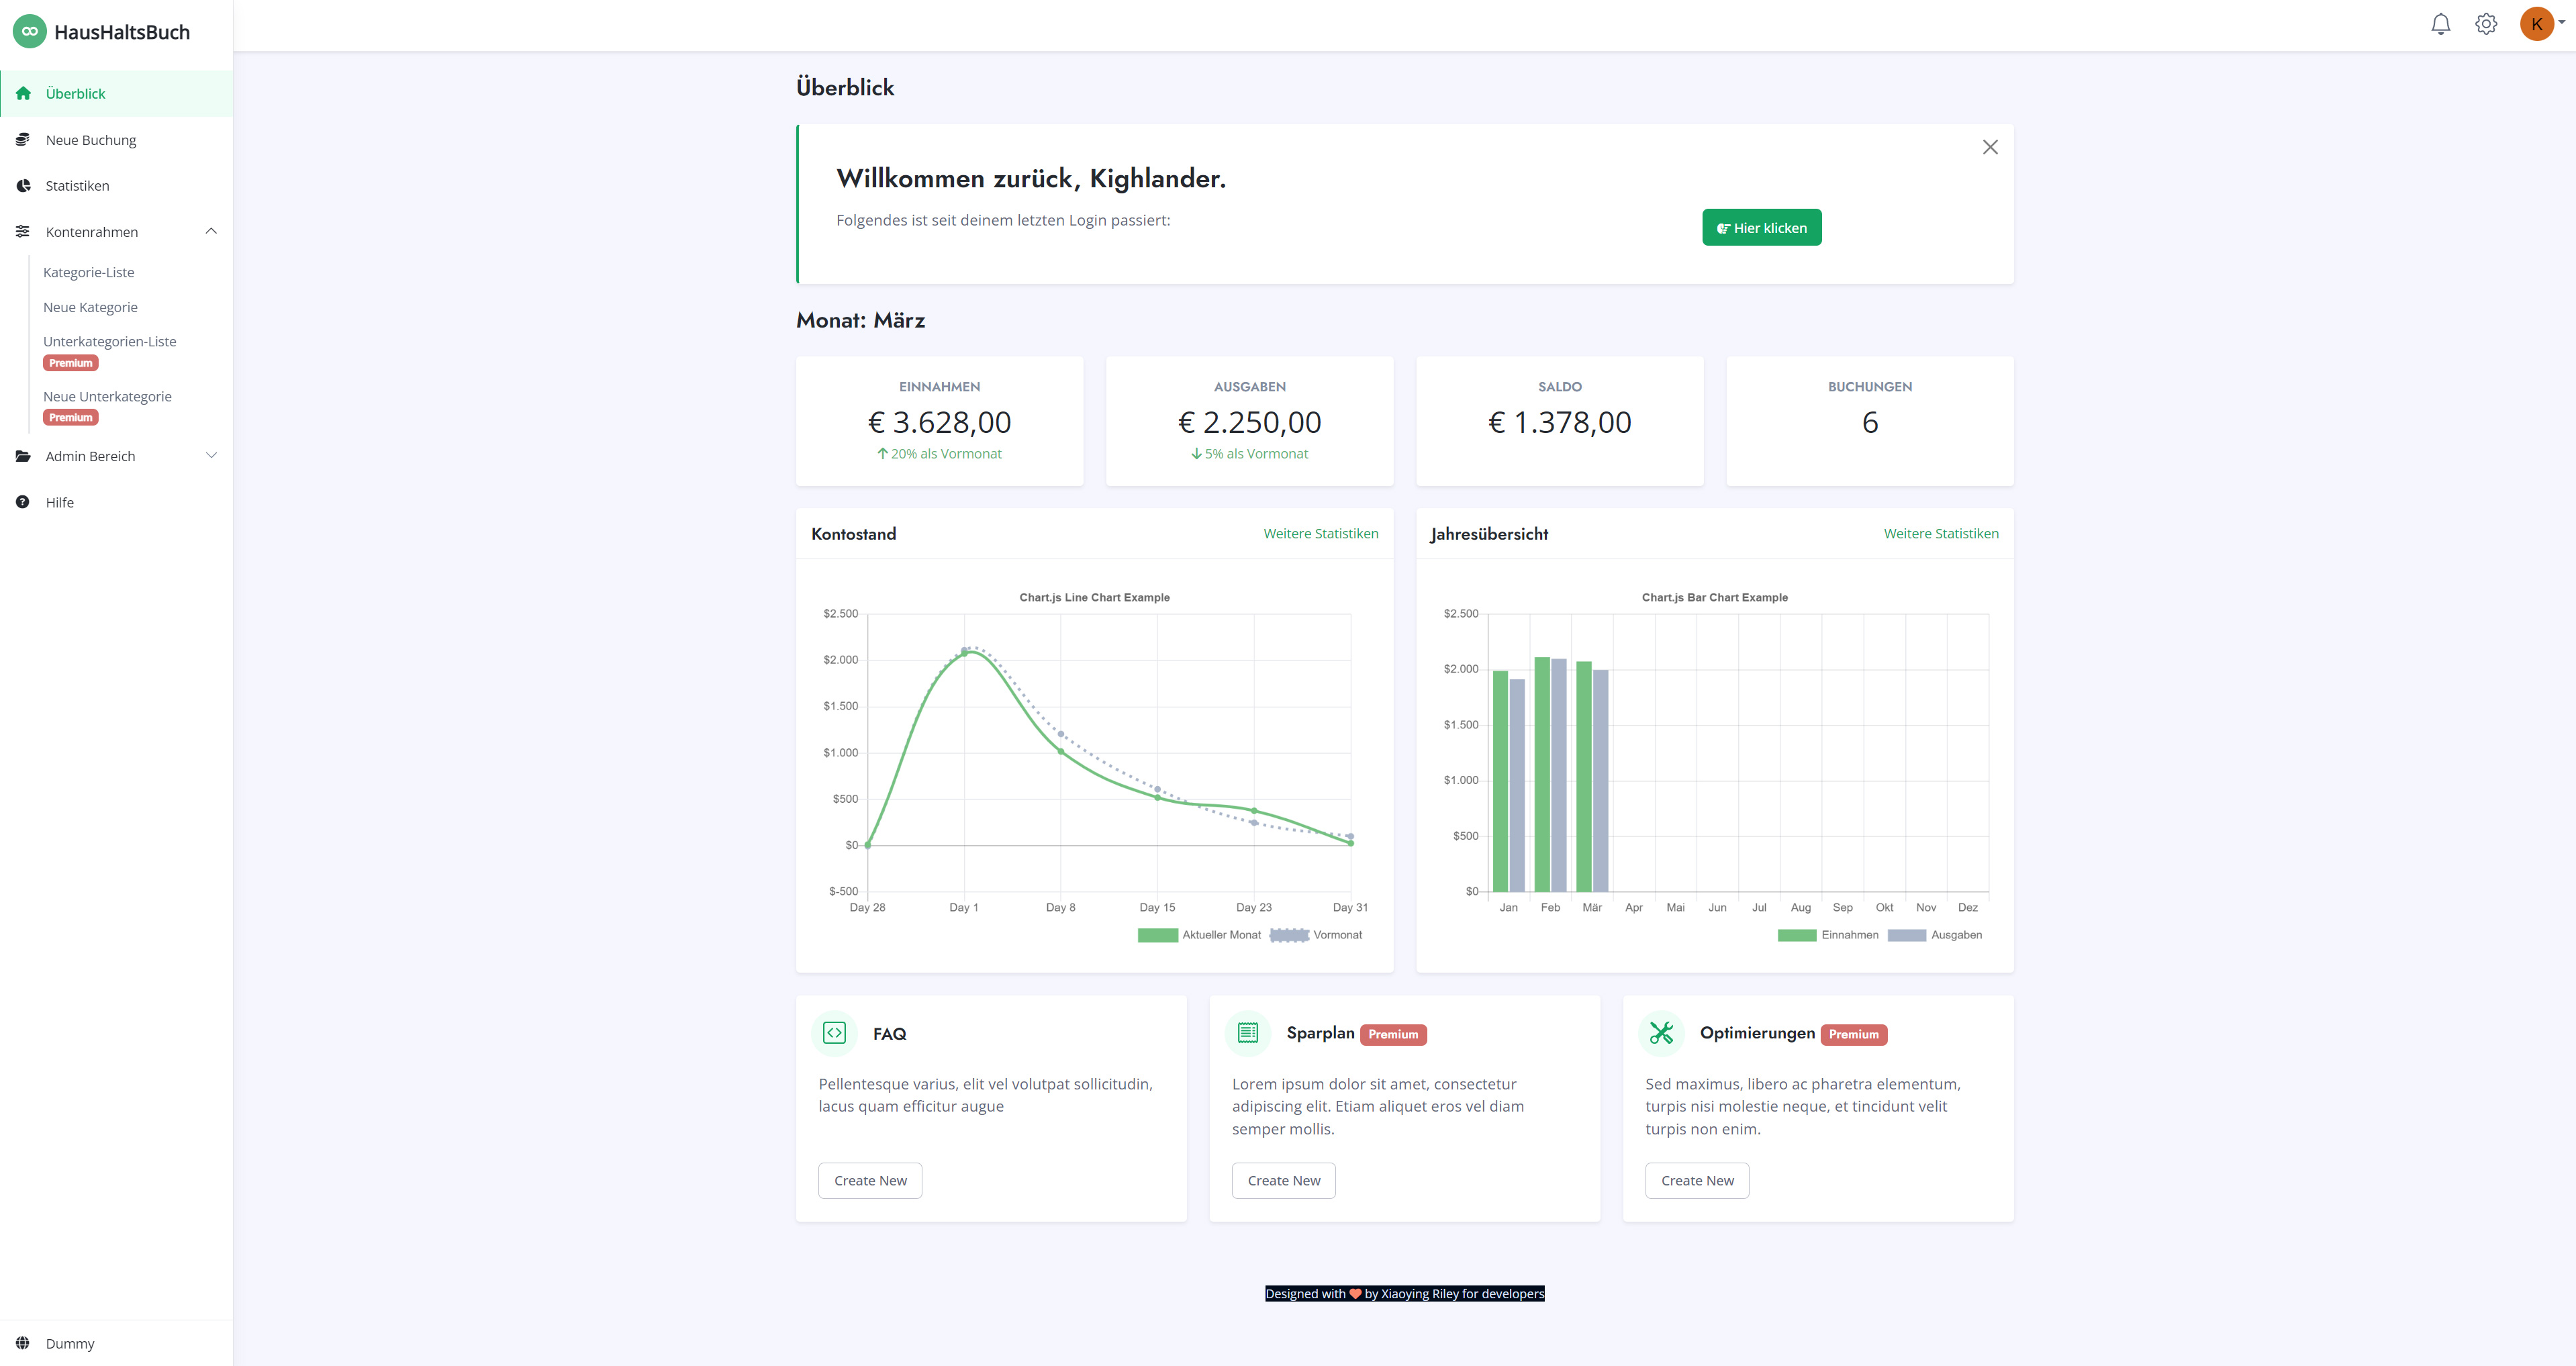 HausHaltsBuch
K
Überblick
Neue Buchung
Statistiken
Kontenrahmen
Kategorie-Liste
Neue Kategorie
Unterkategorien-Liste
Premium
Neue Unterkategorie
Premium
Admin Bereich
Hilfe
Dummy
Überblick
Willkommen zurück, Kighlander.
Folgendes ist seit deinem letzten Login passiert:
Hier klicken
Monat: März
EINNAHMEN
€ 3.628,00
20% als Vormonat
AUSGABEN
€ 2.250,00
5% als Vormonat
SALDO
€ 1.378,00
BUCHUNGEN
6
Kontostand
Weitere Statistiken
Chart.js Line Chart Example
$2.500
$2.000
$1.500
$1.000
$500
$0
$-500
Day 28 Day 1 Day 8 Day 15 Day 23 Day 31
Aktueller Monat Vormonat
Jahresübersicht
Weitere Statistiken
Chart.js Bar Chart Example
$2.500
$2.000
$1.500
$1.000
$500
$0
Jan Feb Mär Apr Mai Jun Jul Aug Sep Okt Nov Dez
Einnahmen Ausgaben
FAQ
Pellentesque varius, elit vel volutpat sollicitudin,
lacus quam efficitur augue
Create New
Sparplan Premium
Lorem ipsum dolor sit amet, consectetur
adipiscing elit. Etiam aliquet eros vel diam
semper mollis.
Create New
Optimierungen Premium
Sed maximus, libero ac pharetra elementum,
turpis nisi molestie neque, et tincidunt velit
turpis non enim.
Create New
Designed with ❤ by Xiaoying Riley for developers